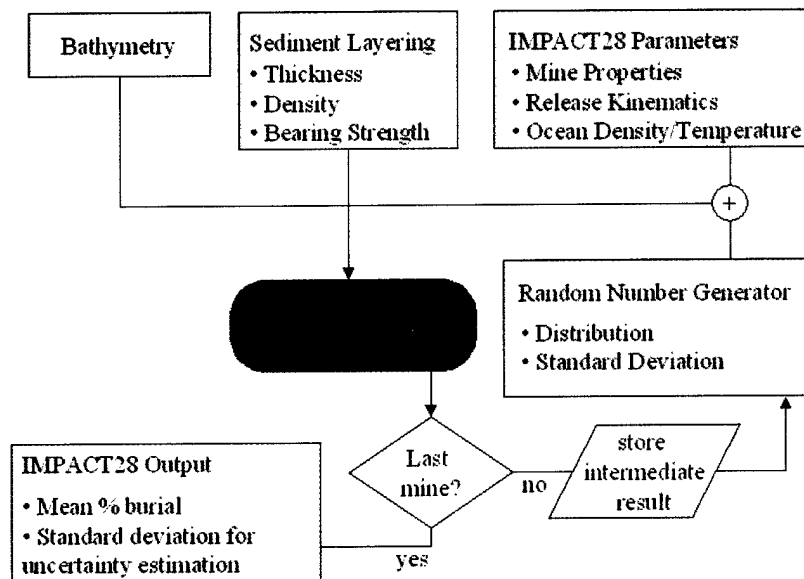 Bathymetry
Sediment Layering
• Thickness
• Density
• Bearing Strength
IMPACT28 Parameters
• Mine Properties
• Release Kinematics
• Ocean Density/Temperature
+
Random Number Generator
• Distribution
• Standard Deviation
Last
mine?
no
store
intermediate
result
yes
IMPACT28 Output
• Mean % burial
• Standard deviation for
uncertainty estimation